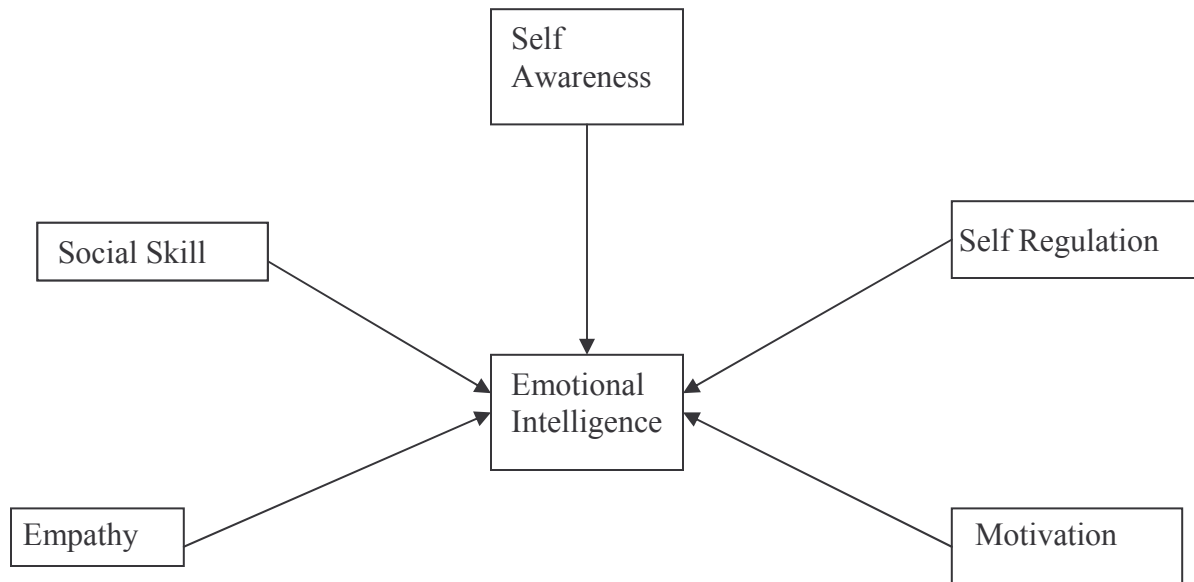 Self
Awareness
Social Skill
Self Regulation
Emotional
Intelligence
Empathy
Motivation